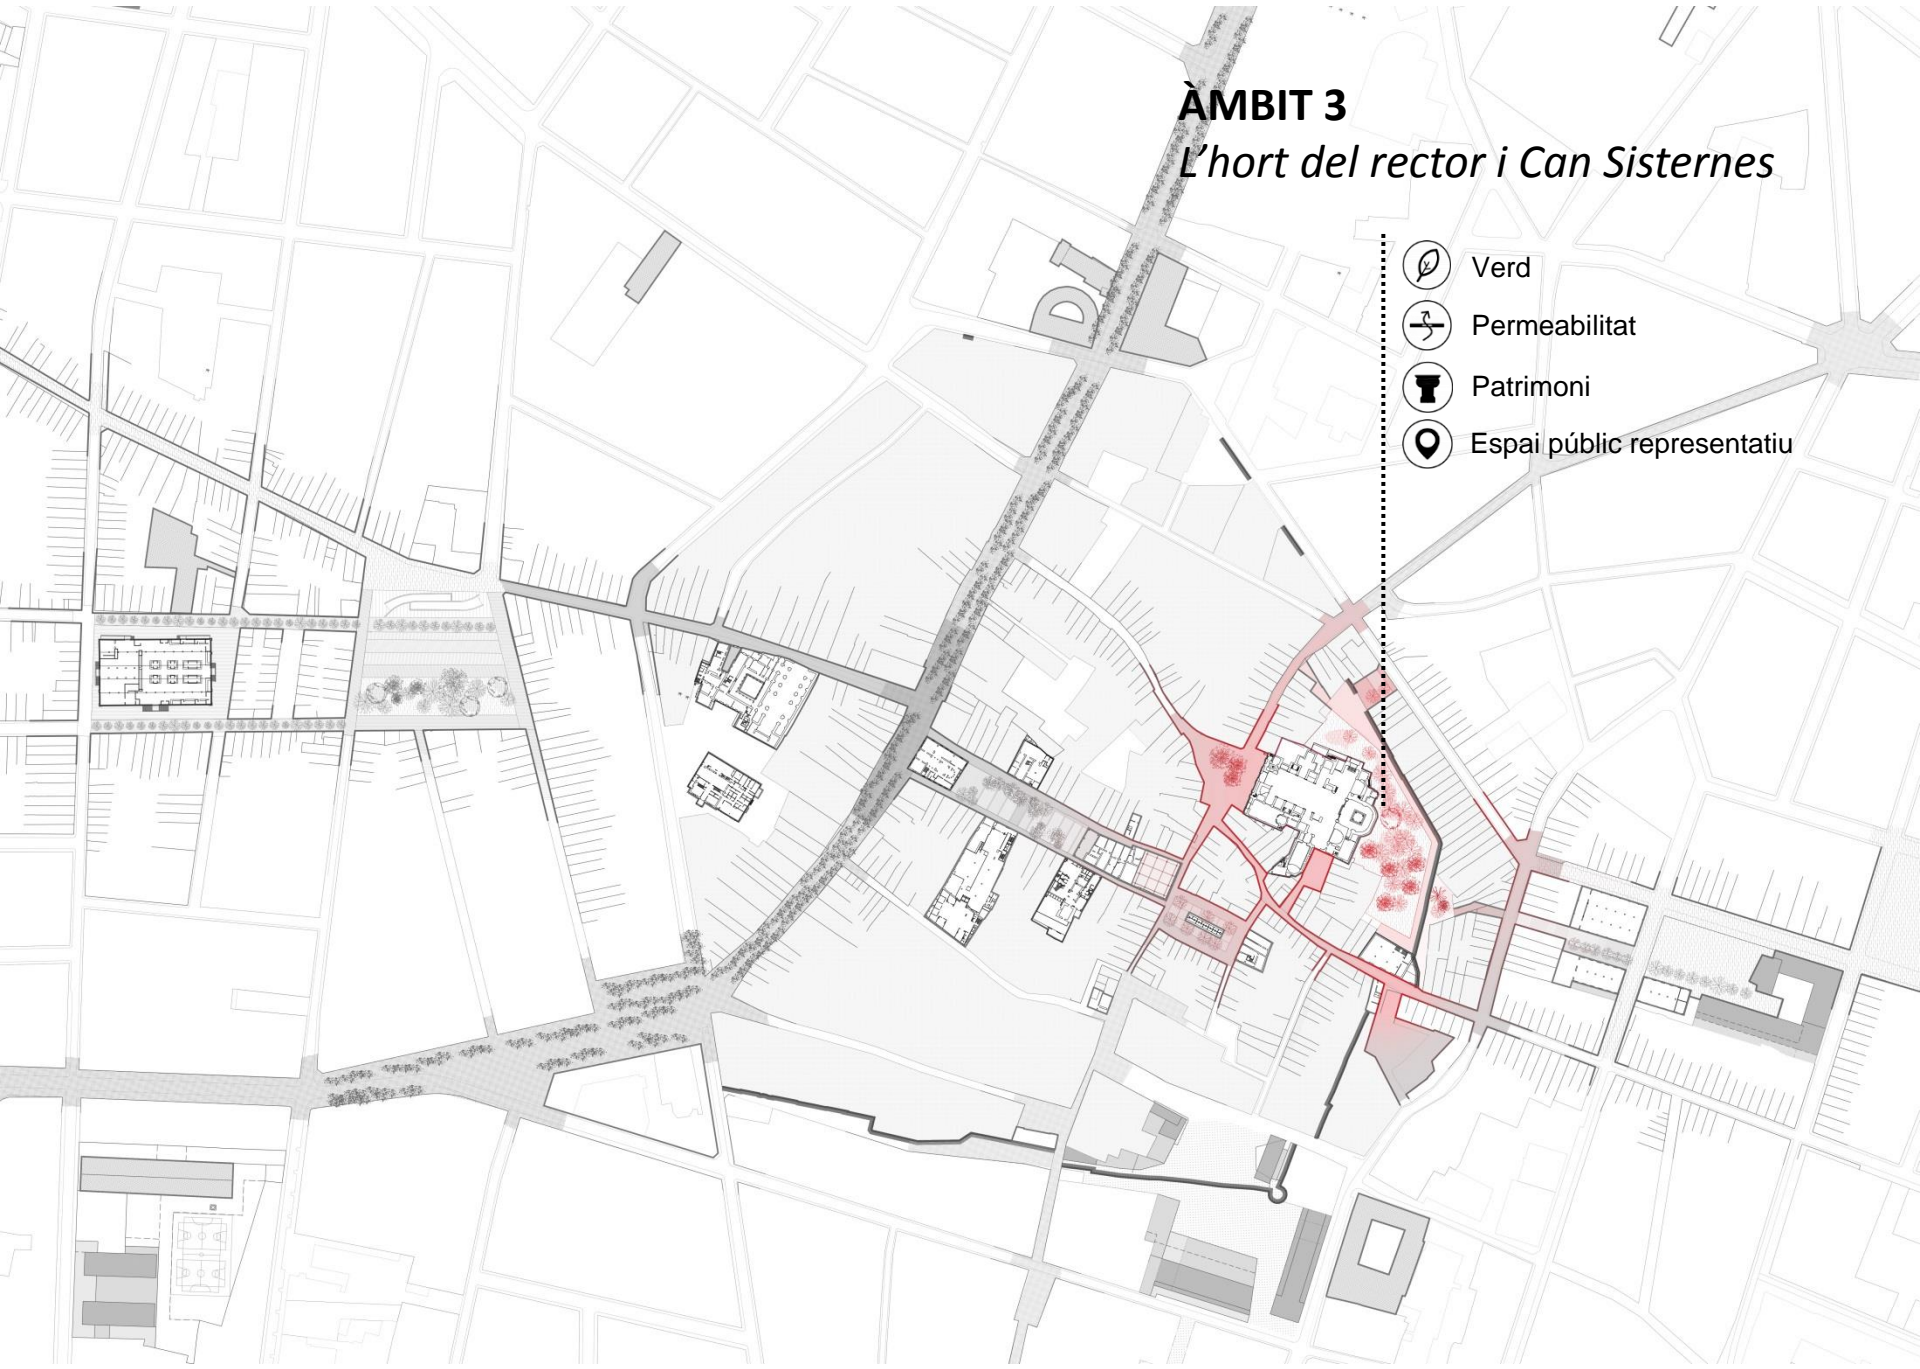 ÀMBIT 3
L’hort del rector i Can Sisternes
Verd
Permeabilitat
Patrimoni
Espai públic representatiu